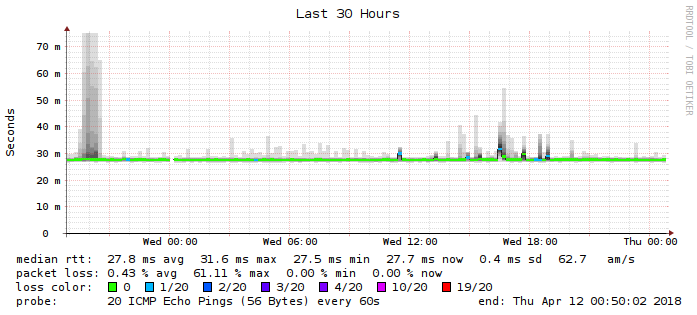 Last 30 Hours
RRDTOOL / TOBI OETIKER
Seconds
70 m
60 m
50 m
40 m
30 m
20 m
10 m
0
Wed 00:00 Wed 06:00 Wed 12:00 Wed 18:00 Thu 00:00
median rtt: 27.8 ms avg 31.6 ms max 27.5 ms min 27.7 ms now 0.4 ms sd 62.7 am/s
packet loss: 0.43 % avg 61.11 % max 0.00 % min 0.00 % now
loss color: 0 1/20 2/20 3/20 4/20 10/20 19/20
probe: 20 ICMP Echo Pings (56 Bytes) every 60s end: Thu Apr 12 00:50:02 2018